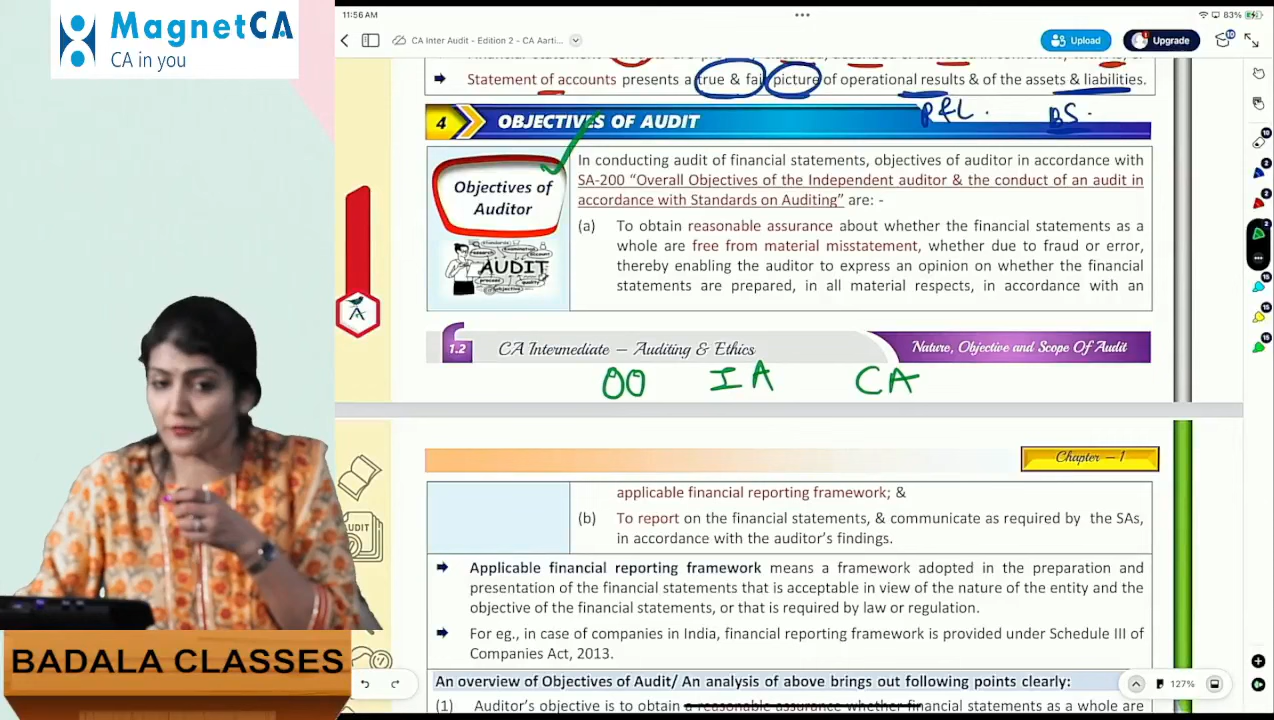 MagnetCA
CA in you
11:56 AM
83%
CA Inter Audit - Edition 2 - CA Aarti...
Upload
Upgrade
Statement of accounts presents a true & fair picture of operational results & of the assets & liabilities.
P&L. BS.
4 OBJECTIVES OF AUDIT
Objectives of
Auditor
AUDIT
In conducting audit of financial statements, objectives of auditor in accordance with
SA-200 “Overall Objectives of the Independent auditor & the conduct of an audit in
accordance with Standards on Auditing” are: -
(a) To obtain reasonable assurance about whether the financial statements as a
whole are free from material misstatement, whether due to fraud or error,
thereby enabling the auditor to express an opinion on whether the financial
statements are prepared, in all material respects, in accordance with an
1.2 CA Intermediate – Auditing & Ethics
Nature, Objective and Scope Of Audit
OO IA CA
Chapter – 1
applicable financial reporting framework; &
(b) To report on the financial statements, & communicate as required by the SAs,
in accordance with the auditor’s findings.
Applicable financial reporting framework means a framework adopted in the preparation and
presentation of the financial statements that is acceptable in view of the nature of the entity and the
objective of the financial statements, or that is required by law or regulation.
For eg., in case of companies in India, financial reporting framework is provided under Schedule III of
Companies Act, 2013.
An overview of Objectives of Audit/ An analysis of above brings out following points clearly:
(1) Auditor’s objective is to obtain a reasonable assurance whether financial statements as a whole are
127%
BADALA CLASSES